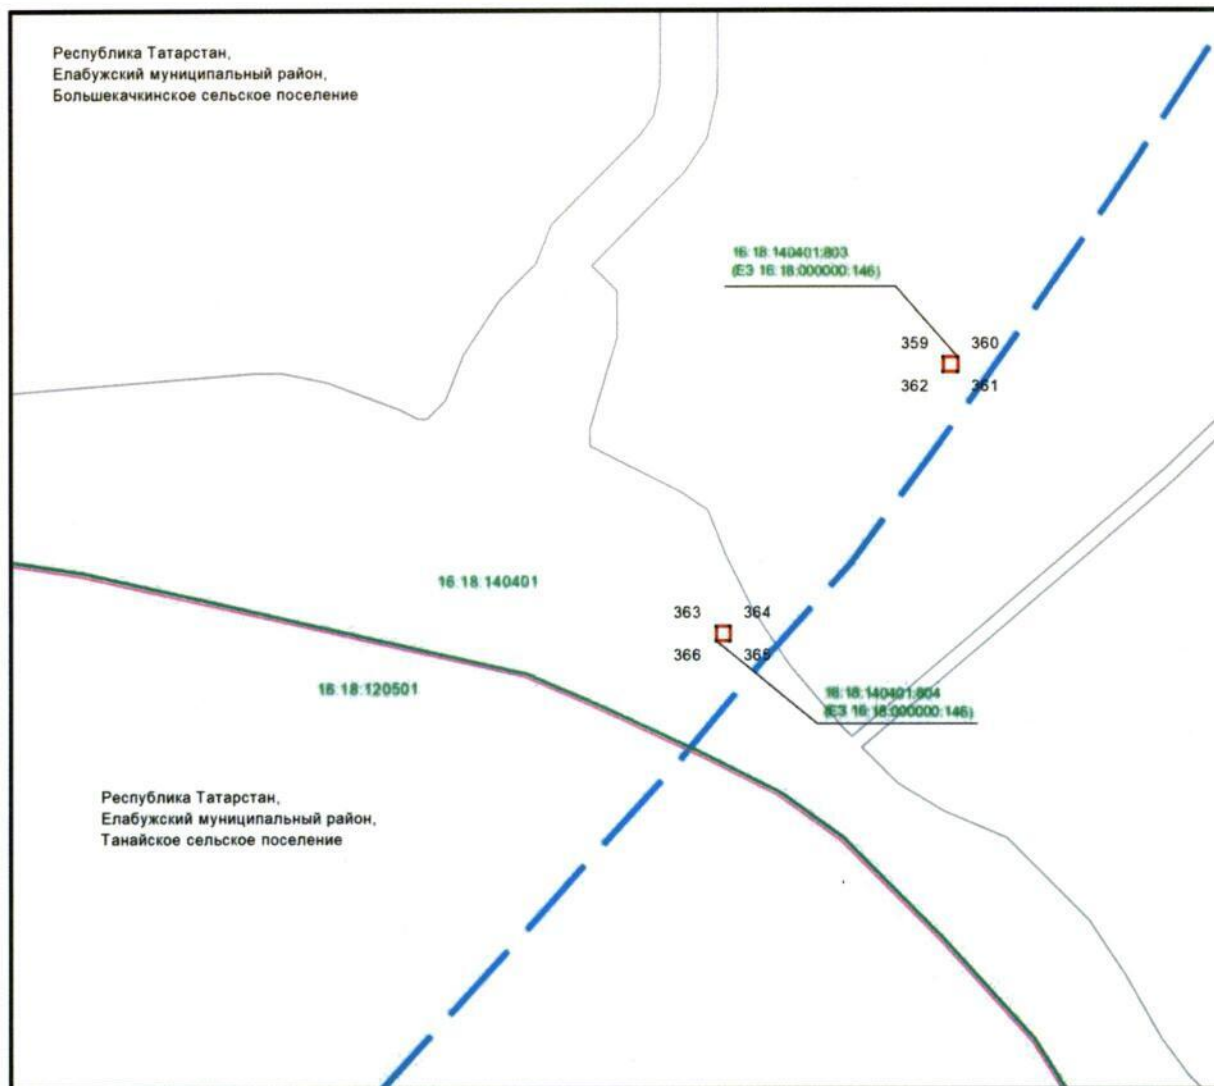 Республика Татарстан,
Елабужский муниципальный район,
Большекачкинское сельское поселение
16:18:140401:803
(ЕЗ 16:18:000000:146)
359 360
362 361
16:18:140401
363 364
366 365
16:18:120501
16:18:140401:804
(ЕЗ 16:18:000000:146)
Республика Татарстан,
Елабужский муниципальный район,
Танайское сельское поселение